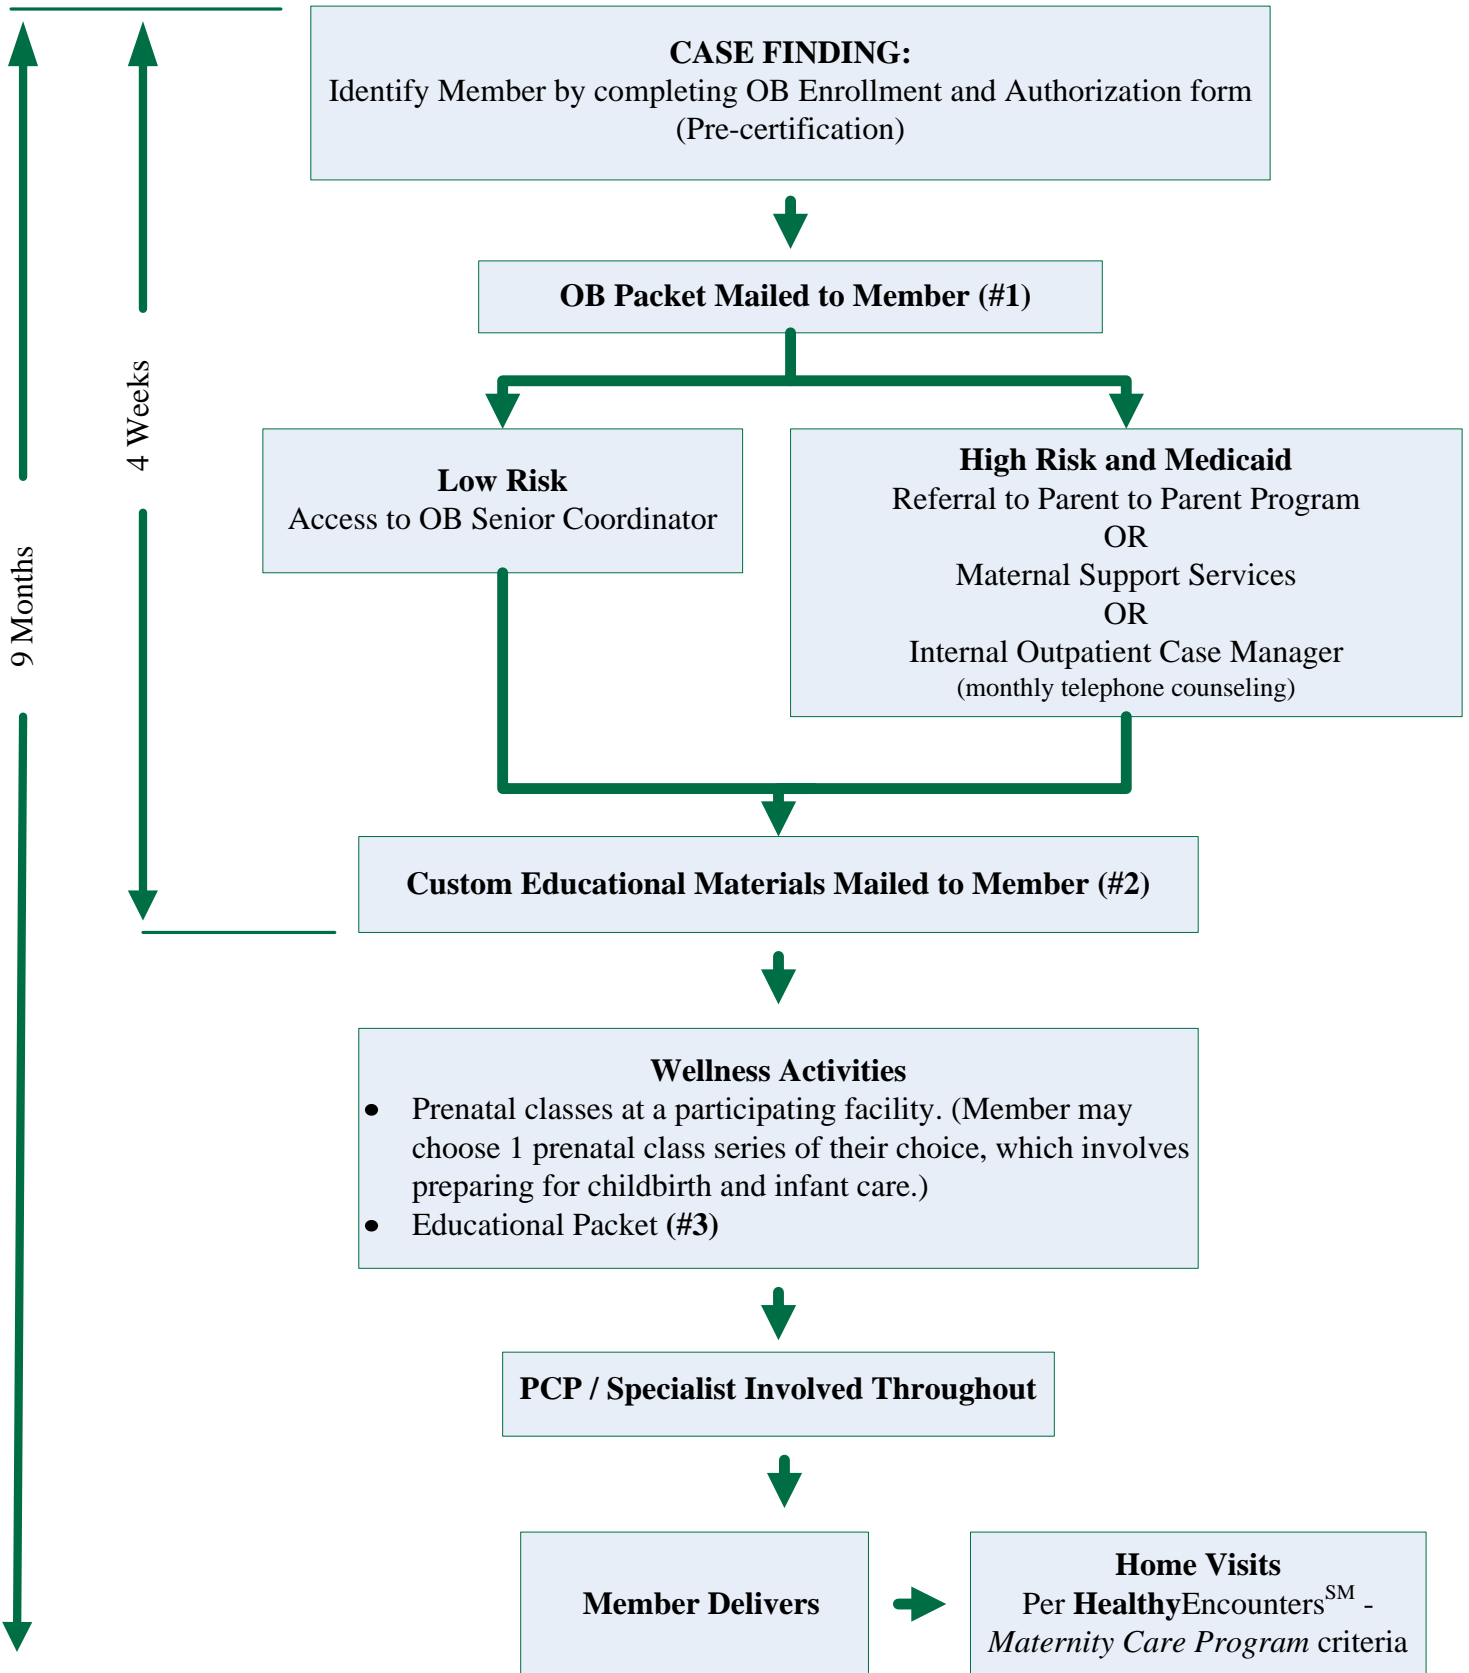 CASE FINDING:
Identify Member by completing OB Enrollment and Authorization form
(Pre-certification)
OB Packet Mailed to Member (#1)
4 Weeks
9 Months
Low Risk
Access to OB Senior Coordinator
High Risk and Medicaid
Referral to Parent to Parent Program
OR
Maternal Support Services
OR
Internal Outpatient Case Manager
(monthly telephone counseling)
Custom Educational Materials Mailed to Member (#2)
Wellness Activities
• Prenatal classes at a participating facility. (Member may
choose 1 prenatal class series of their choice, which involves
preparing for childbirth and infant care.)
• Educational Packet (#3)
PCP / Specialist Involved Throughout
Member Delivers
Home Visits
Per HealthyEncounters℠ -
Maternity Care Program criteria